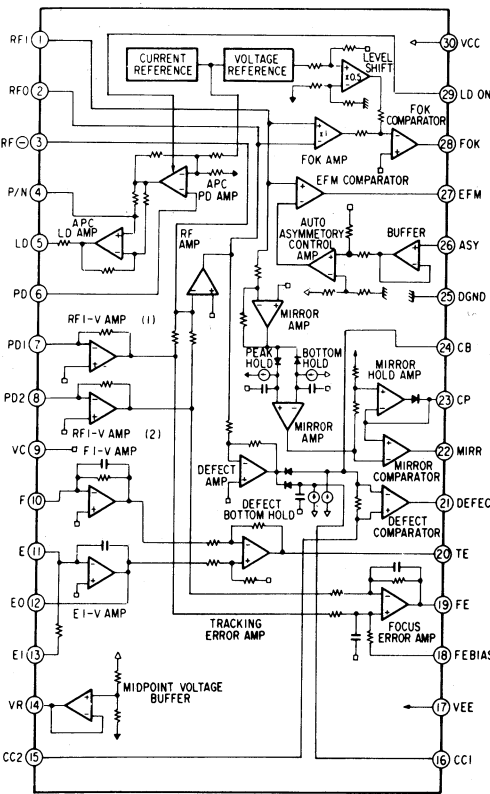 RFI 1
RFO 2
RF⊖ 3
P/N 4
LD 5
PD 6
PD1 7
PD2 8
VC 9
F 10
E 11
EO 12
EI 13
VR 14
CC2 15
30 VCC
29 LD ON
28 FOK
27 EFM
26 ASY
25 DGND
24 CB
23 CP
22 MIRR
21 DEFEC
20 TE
19 FE
18 FEBIAS
17 VEE
16 CC1
CURRENT
REFERENCE
VOLTAGE
REFERENCE
LEVEL
SHIFT
x0.5
FOK
COMPARATOR
x1
FOK AMP
EFM COMPARATOR
APC
PD AMP
APC
LD AMP
RF
AMP
AUTO
ASYMMETORY
CONTROL
AMP
BUFFER
MIRROR
AMP
RF I-V AMP (1)
PEAK
HOLD
BOTTOM
HOLD
MIRROR
HOLD AMP
RF I-V AMP (2)
MIRROR
AMP
MIRROR
COMPARATOR
F I-V AMP
DEFECT
AMP
DEFECT
BOTTOM HOLD
DEFECT
COMPARATOR
E I-V AMP
TRACKING
ERROR AMP
FOCUS
ERROR AMP
MIDPOINT VOLTAGE
BUFFER